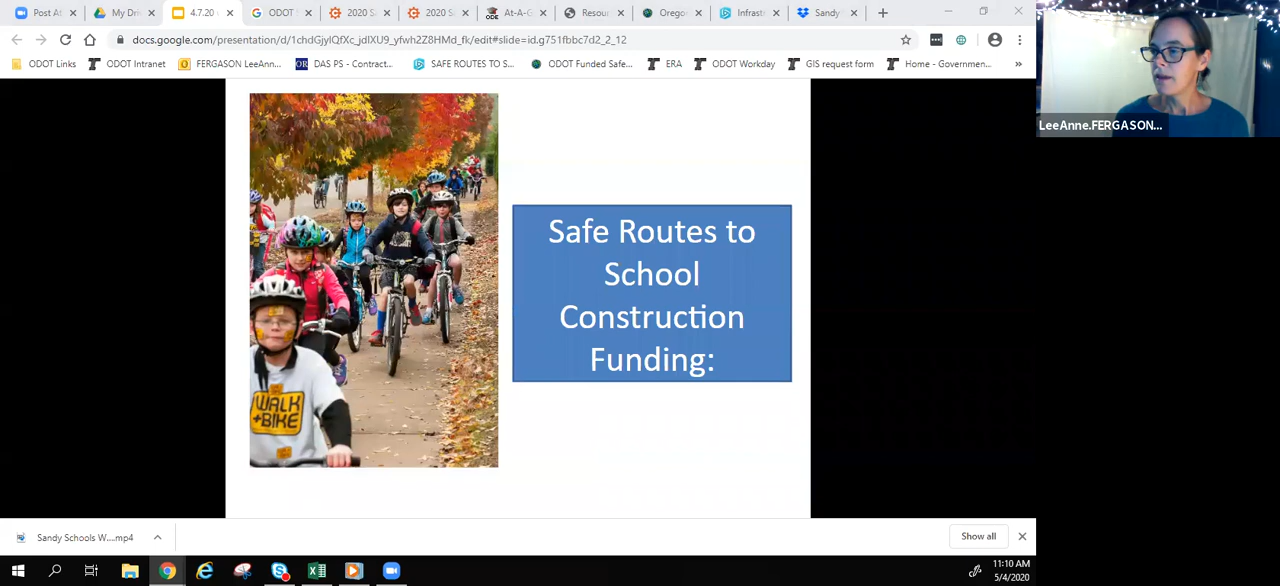 Post At
My Dri
4.7.20
ODOT
2020 S
2020 S
At-A-G
Resou
Orego
Infrast
Sandy
docs.google.com/presentation/d/1chdGjylQfXc_jdIXU9_yfwh2Z8HMd_fk/edit#slide=id.g751fbbc7d2_2_12
ODOT Links
ODOT Intranet
FERGASON LeeAnn...
DAS PS - Contract...
SAFE ROUTES TO S...
ODOT Funded Safe...
ERA
ODOT Workday
GIS request form
Home - Governmen...
»
LeeAnne.FERGASON...
Safe Routes to
School
Construction
Funding:
WALK
+BIKE
Sandy Schools W....mp4
Show all
11:10 AM
5/4/2020